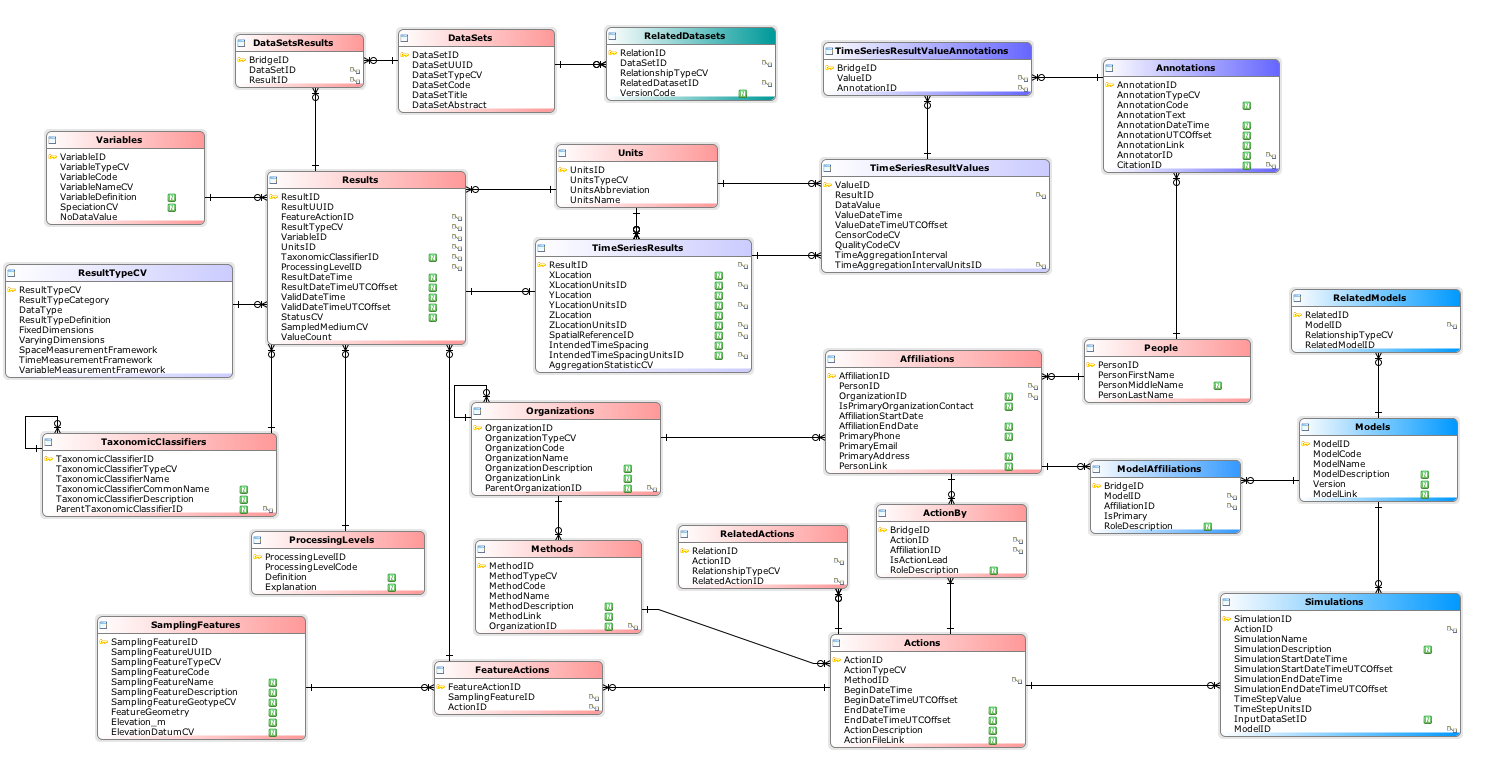 DataSetsResults
BridgeID
DataSetID
ResultID
DataSets
DataSetID
DataSetUUID
DataSetTypeCV
DataSetCode
DataSetTitle
DataSetAbstract
RelatedDatasets
RelationID
DataSetID
RelationshipTypeCV
RelatedDatasetID
VersionCode N
TimeSeriesResultValueAnnotations
BridgeID
ValueID
AnnotationID
Annotations
AnnotationID
AnnotationTypeCV
AnnotationCode N
AnnotationText
AnnotationDateTime N
AnnotationUTCOffset N
AnnotationLink N
AnnotatorID N
CitationID N
Variables
VariableID
VariableTypeCV
VariableCode
VariableNameCV
VariableDefinition N
SpeciationCV N
NoDataValue
Results
ResultID
ResultUUID
FeatureActionID
ResultTypeCV
VariableID
UnitsID
TaxonomicClassifierID N
ProcessingLevelID
ResultDateTime N
ResultDateTimeUTCOffset N
ValidDateTime N
ValidDateTimeUTCOffset N
StatusCV N
SampledMediumCV
ValueCount
Units
UnitsID
UnitsTypeCV
UnitsAbbreviation
UnitsName
TimeSeriesResultValues
ValueID
ResultID
DataValue
ValueDateTime
ValueDateTimeUTCOffset
CensorCodeCV
QualityCodeCV
TimeAggregationInterval
TimeAggregationIntervalUnitsID
ResultTypeCV
ResultTypeCV
ResultTypeCategory
DataType
ResultTypeDefinition
FixedDimensions
VaryingDimensions
SpaceMeasurementFramework
TimeMeasurementFramework
VariableMeasurementFramework
TimeSeriesResults
ResultID
XLocation N
XLocationUnitsID N
YLocation N
YLocationUnitsID N
ZLocation N
ZLocationUnitsID N
SpatialReferenceID N
IntendedTimeSpacing N
IntendedTimeSpacingUnitsID N
AggregationStatisticCV
RelatedModels
RelatedID
ModelID
RelationshipTypeCV
RelatedModelID
People
PersonID
PersonFirstName
PersonMiddleName N
PersonLastName
Affiliations
AffiliationID
PersonID
OrganizationID N
IsPrimaryOrganizationContact N
AffiliationStartDate
AffiliationEndDate N
PrimaryPhone N
PrimaryEmail
PrimaryAddress N
PersonLink N
Organizations
OrganizationID
OrganizationTypeCV
OrganizationCode
OrganizationName
OrganizationDescription N
OrganizationLink N
ParentOrganizationID N
TaxonomicClassifiers
TaxonomicClassifierID
TaxonomicClassifierTypeCV
TaxonomicClassifierName
TaxonomicClassifierCommonName N
TaxonomicClassifierDescription N
ParentTaxonomicClassifierID N
Models
ModelID
ModelCode
ModelName
ModelDescription N
Version N
ModelLink N
ModelAffiliations
BridgeID
ModelID
AffiliationID
IsPrimary
RoleDescription N
ActionBy
BridgeID
ActionID
AffiliationID
IsActionLead
RoleDescription N
RelatedActions
RelationID
ActionID
RelationshipTypeCV
RelatedActionID
ProcessingLevels
ProcessingLevelID
ProcessingLevelCode
Definition N
Explanation N
Methods
MethodID
MethodTypeCV
MethodCode
MethodName
MethodDescription N
MethodLink N
OrganizationID N
SamplingFeatures
SamplingFeatureID
SamplingFeatureUUID
SamplingFeatureTypeCV
SamplingFeatureCode
SamplingFeatureName N
SamplingFeatureDescription N
SamplingFeatureGeotypeCV N
FeatureGeometry N
Elevation_m N
ElevationDatumCV N
FeatureActions
FeatureActionID
SamplingFeatureID
ActionID
Actions
ActionID
ActionTypeCV
MethodID
BeginDateTime
BeginDateTimeUTCOffset
EndDateTime N
EndDateTimeUTCOffset N
ActionDescription N
ActionFileLink N
Simulations
SimulationID
ActionID
SimulationName
SimulationDescription N
SimulationStartDateTime
SimulationStartDateTimeUTCOffset
SimulationEndDateTime
SimulationEndDateTimeUTCOffset
TimeStepValue
TimeStepUnitsID
InputDataSetID N
ModelID